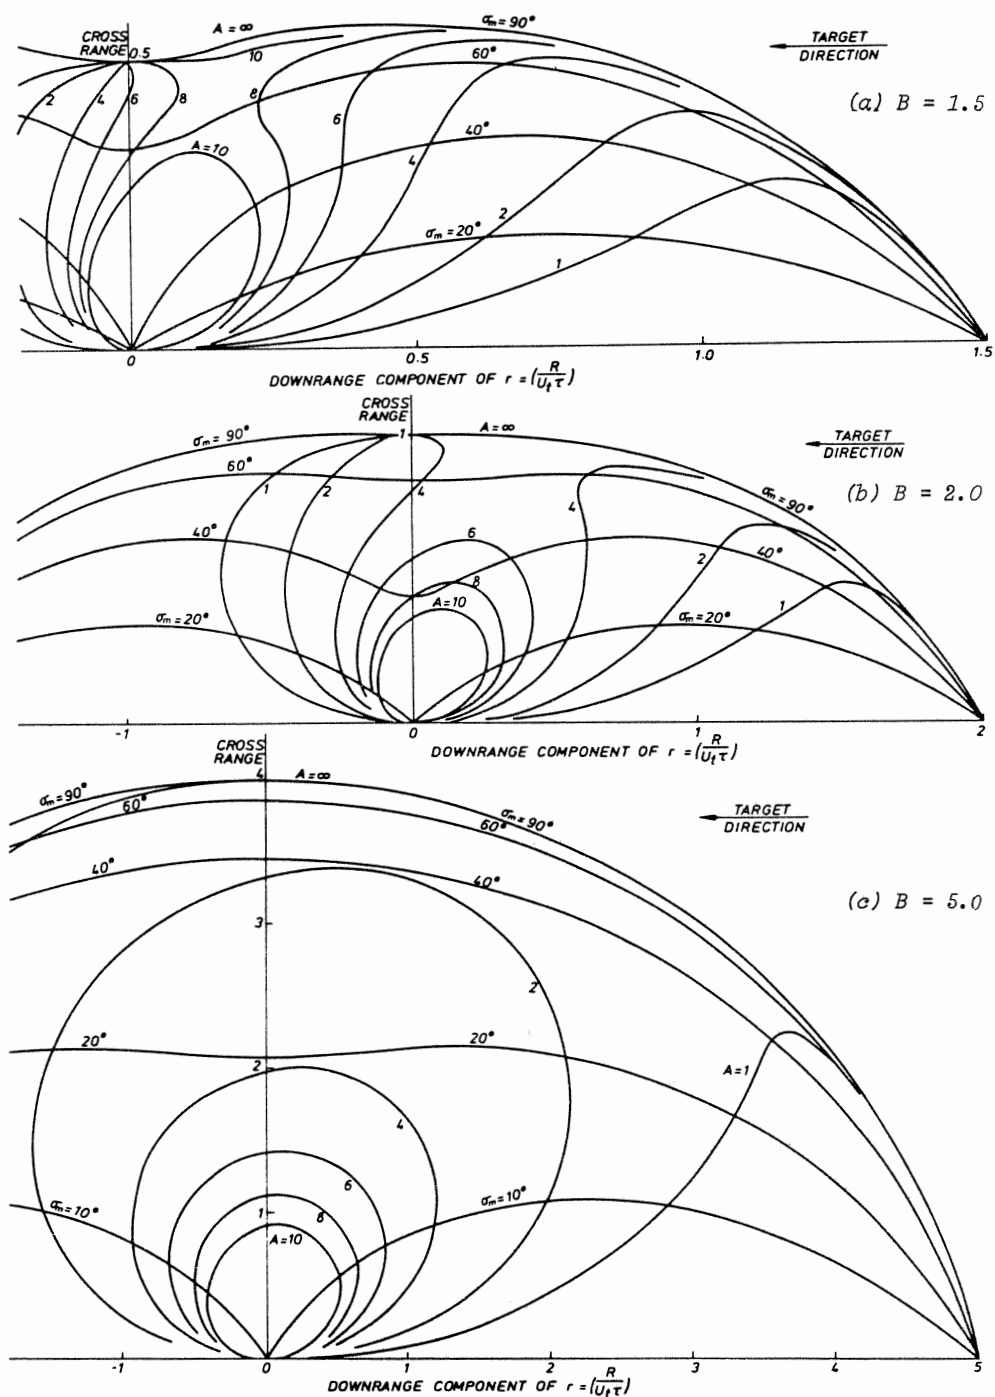 CROSS
RANGE
0.5
A = ∞
σm = 90°
10
60°
TARGET
DIRECTION
2
4
6
8
8
6
(a) B = 1.5
A = 10
4
40°
2
σm = 20°
1
0
0.5
1.0
1.5
DOWNRANGE COMPONENT OF r = (R/Utτ)
CROSS
RANGE
σm = 90°
1
A = ∞
TARGET
DIRECTION
60°
1
2
4
4
σm = 90°
(b) B = 2.0
40°
6
2
40°
8
A = 10
1
σm = 20°
σm = 20°
-1
0
1
2
DOWNRANGE COMPONENT OF r = (R/Utτ)
CROSS
RANGE
4
A = ∞
σm = 90°
60°
σm = 90°
60°
TARGET
DIRECTION
40°
40°
(c) B = 5.0
3
2
20°
20°
2
A = 1
4
6
σm = 10°
σm = 10°
1
8
A = 10
-1
0
1
2
3
4
5
DOWNRANGE COMPONENT OF r = (R/Utτ)